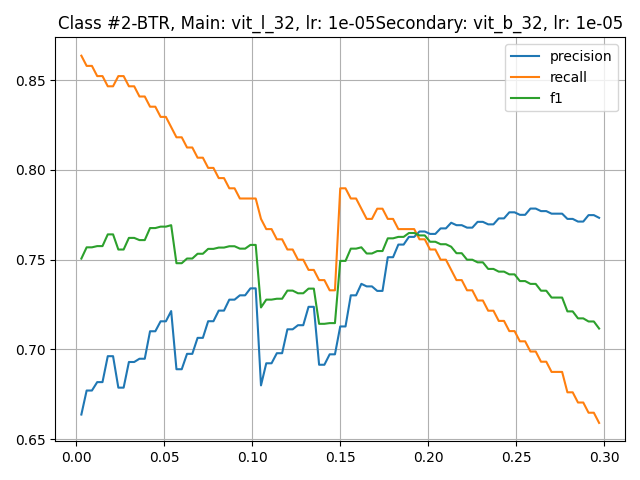 Class #2-BTR, Main: vit_l_32, lr: 1e-05Secondary: vit_b_32, lr: 1e-05
precision
recall
f1
0.85
0.80
0.75
0.70
0.65
0.00 0.05 0.10 0.15 0.20 0.25 0.30